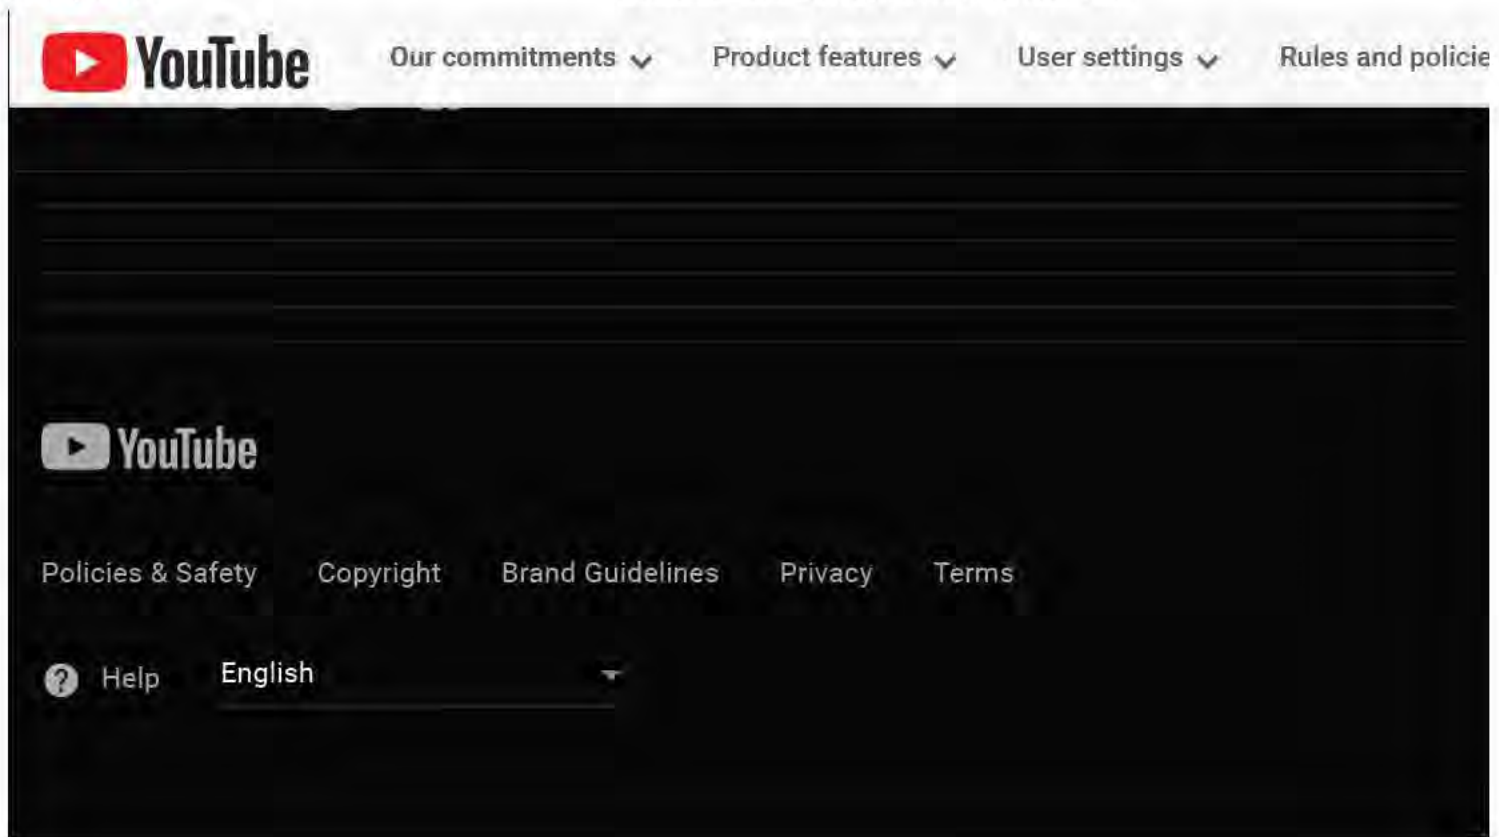 YouTube Our commitments Product features User settings Rules and policie
YouTube
Policies & Safety Copyright Brand Guidelines Privacy Terms
Help English